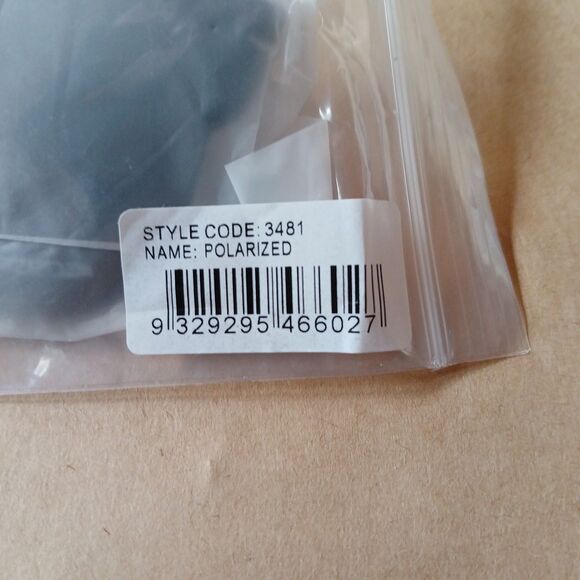 STYLE CODE: 3481
NAME: POLARIZED
9 329295 466027